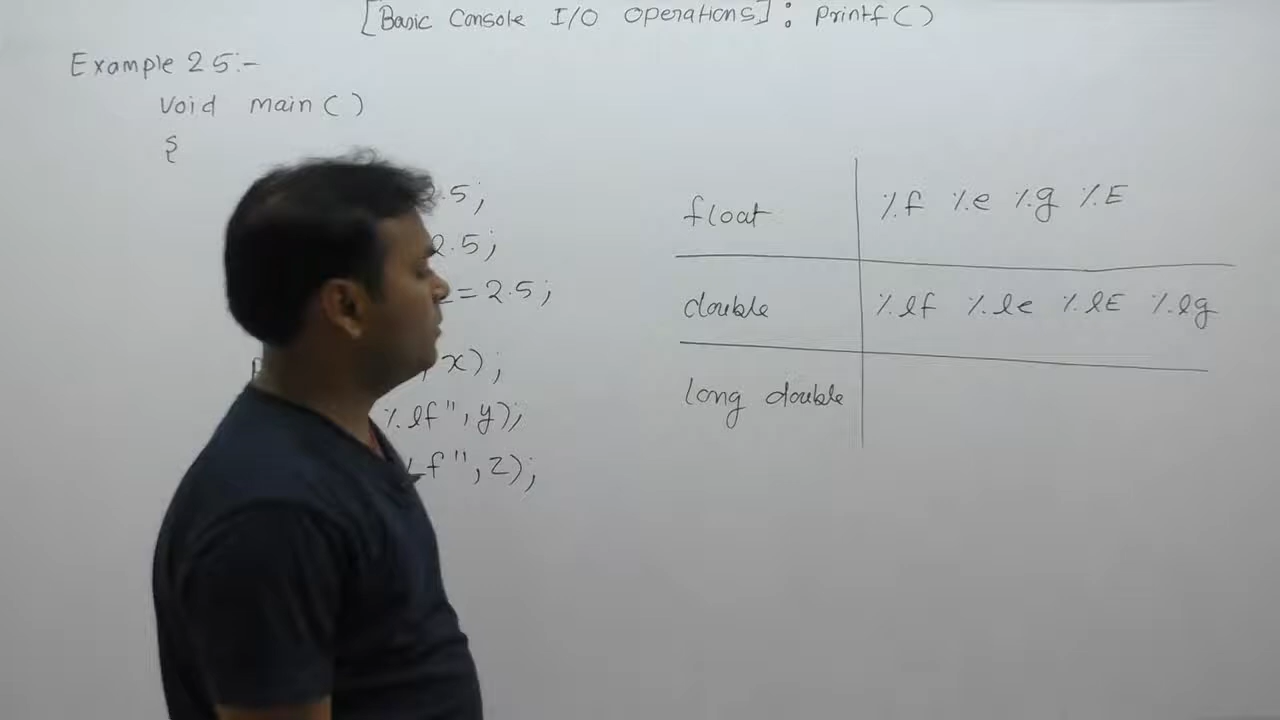 [Basic Console I/O Operations] : printf( )
Example 25:-
void main( )
{
.5;
2.5;
=2.5;
, x);
%lf", y);
Lf", z);
float %f %e %g %E
double %lf %le %lE %lg
long double